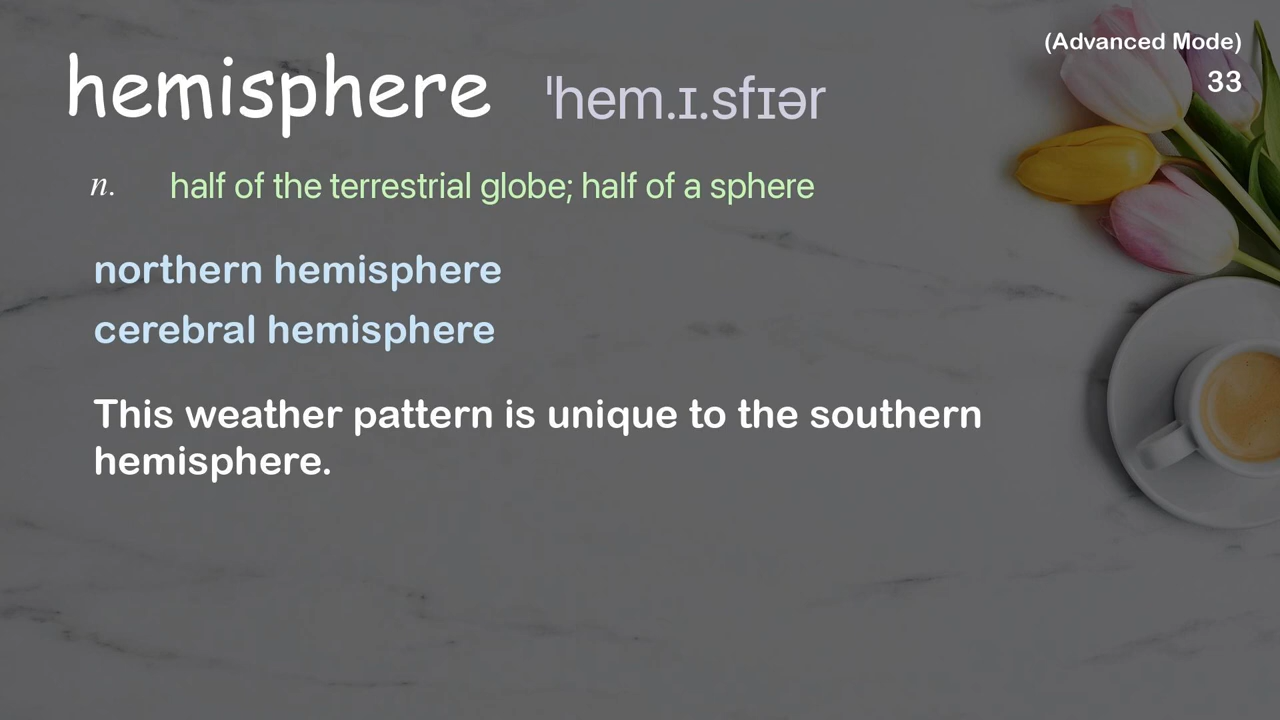 (Advanced Mode)
33
hemisphere ˈhem.ɪ.sfɪər
n. half of the terrestrial globe; half of a sphere
northern hemisphere
cerebral hemisphere
This weather pattern is unique to the southern
hemisphere.